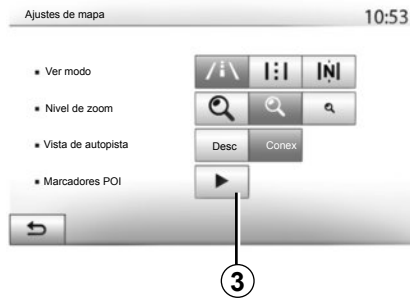 Ajustes de mapa 10:53
Ver modo N
Nivel de zoom
Vista de autopista Desc Conex
Marcadores POI
3